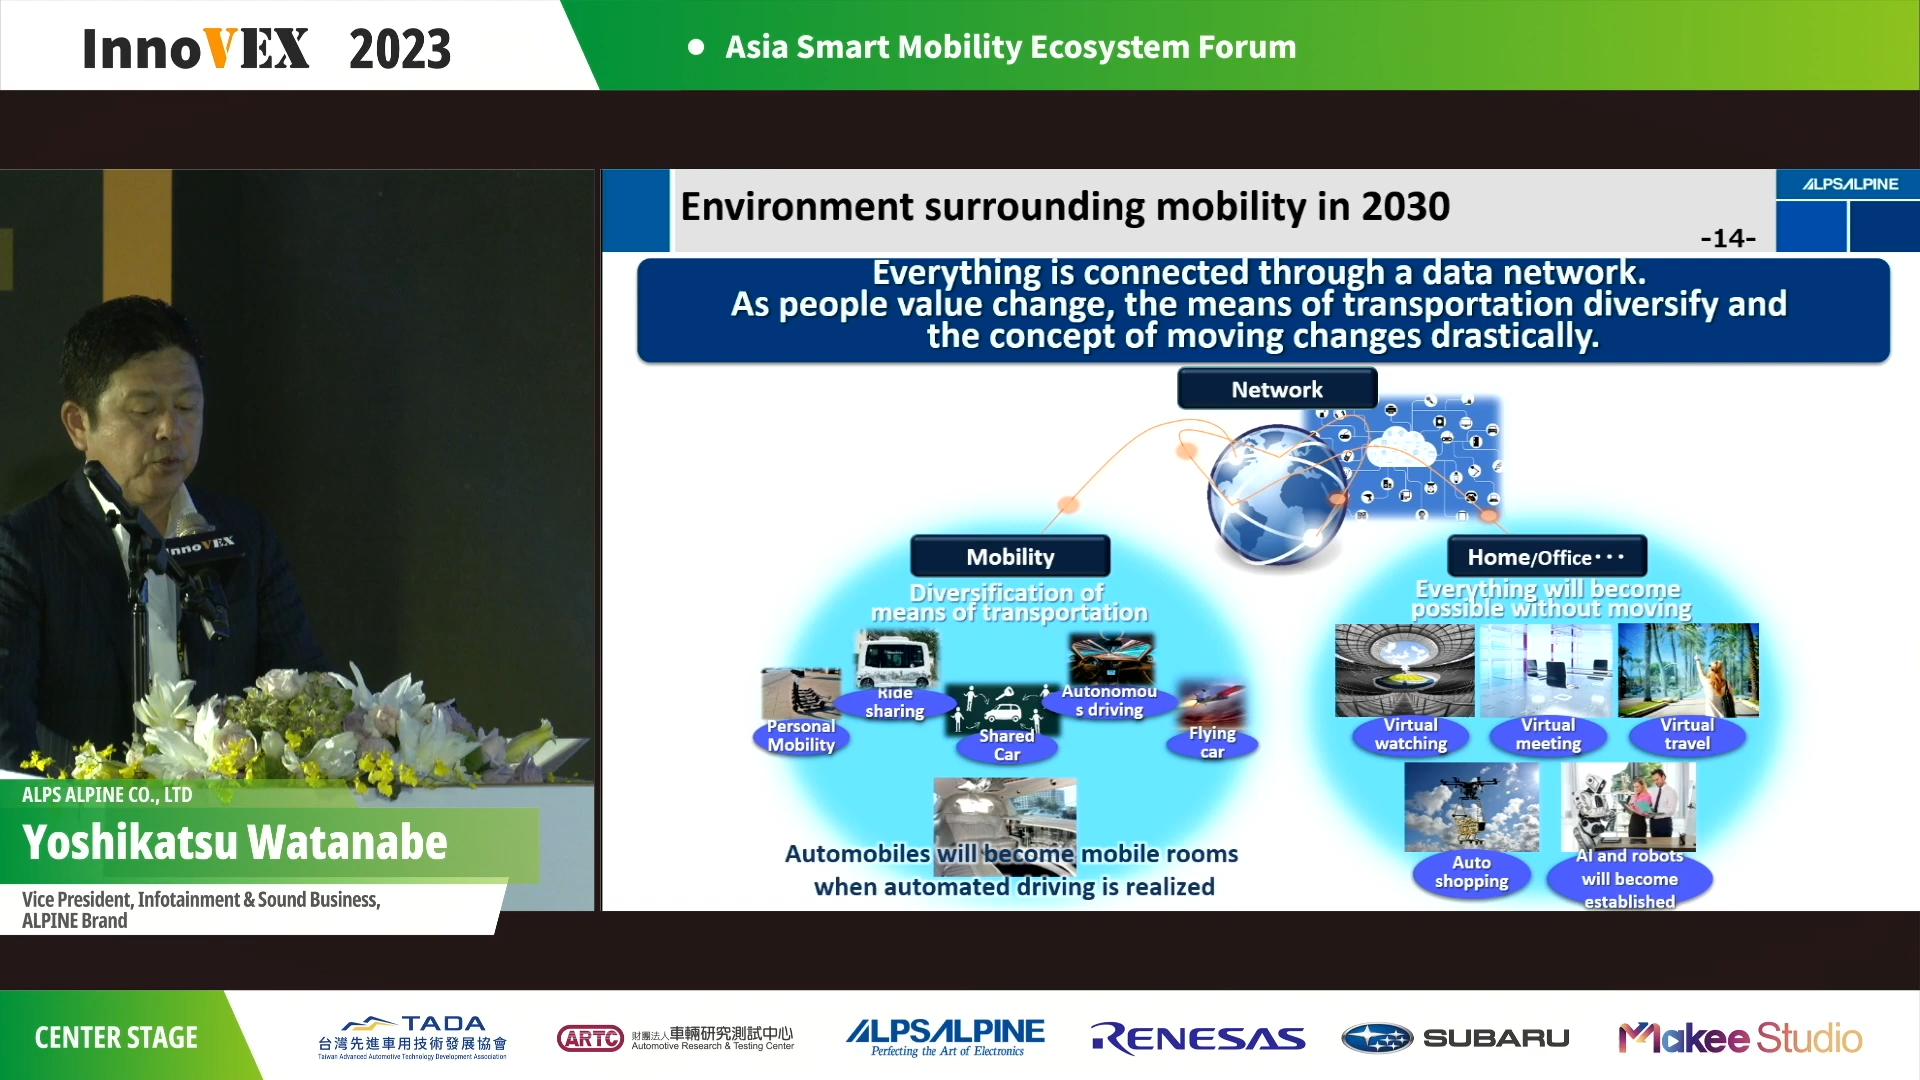 InnoVEX 2023
Asia Smart Mobility Ecosystem Forum
Environment surrounding mobility in 2030
ALPSALPINE
-14-
Everything is connected through a data network.
As people value change, the means of transportation diversify and
the concept of moving changes drastically.
Network
Mobility
Diversification of
means of transportation
Personal
Mobility
Ride
sharing
Shared
Car
Autonomou
s driving
Flying
car
Automobiles will become mobile rooms
when automated driving is realized
Home/Office・・・
Everything will become
possible without moving
Virtual
watching
Virtual
meeting
Virtual
travel
Auto
shopping
AI and robots
will become
established
InnoVEX
ALPS ALPINE CO., LTD
Yoshikatsu Watanabe
Vice President, Infotainment & Sound Business,
ALPINE Brand
CENTER STAGE
TADA
台灣先進車用技術發展協會
Taiwan Advanced Automotive Technology Development Association
ARTC
財團法人車輛研究測試中心
Automotive Research & Testing Center
ALPSALPINE
Perfecting the Art of Electronics
RENESAS
SUBARU
Makee Studio